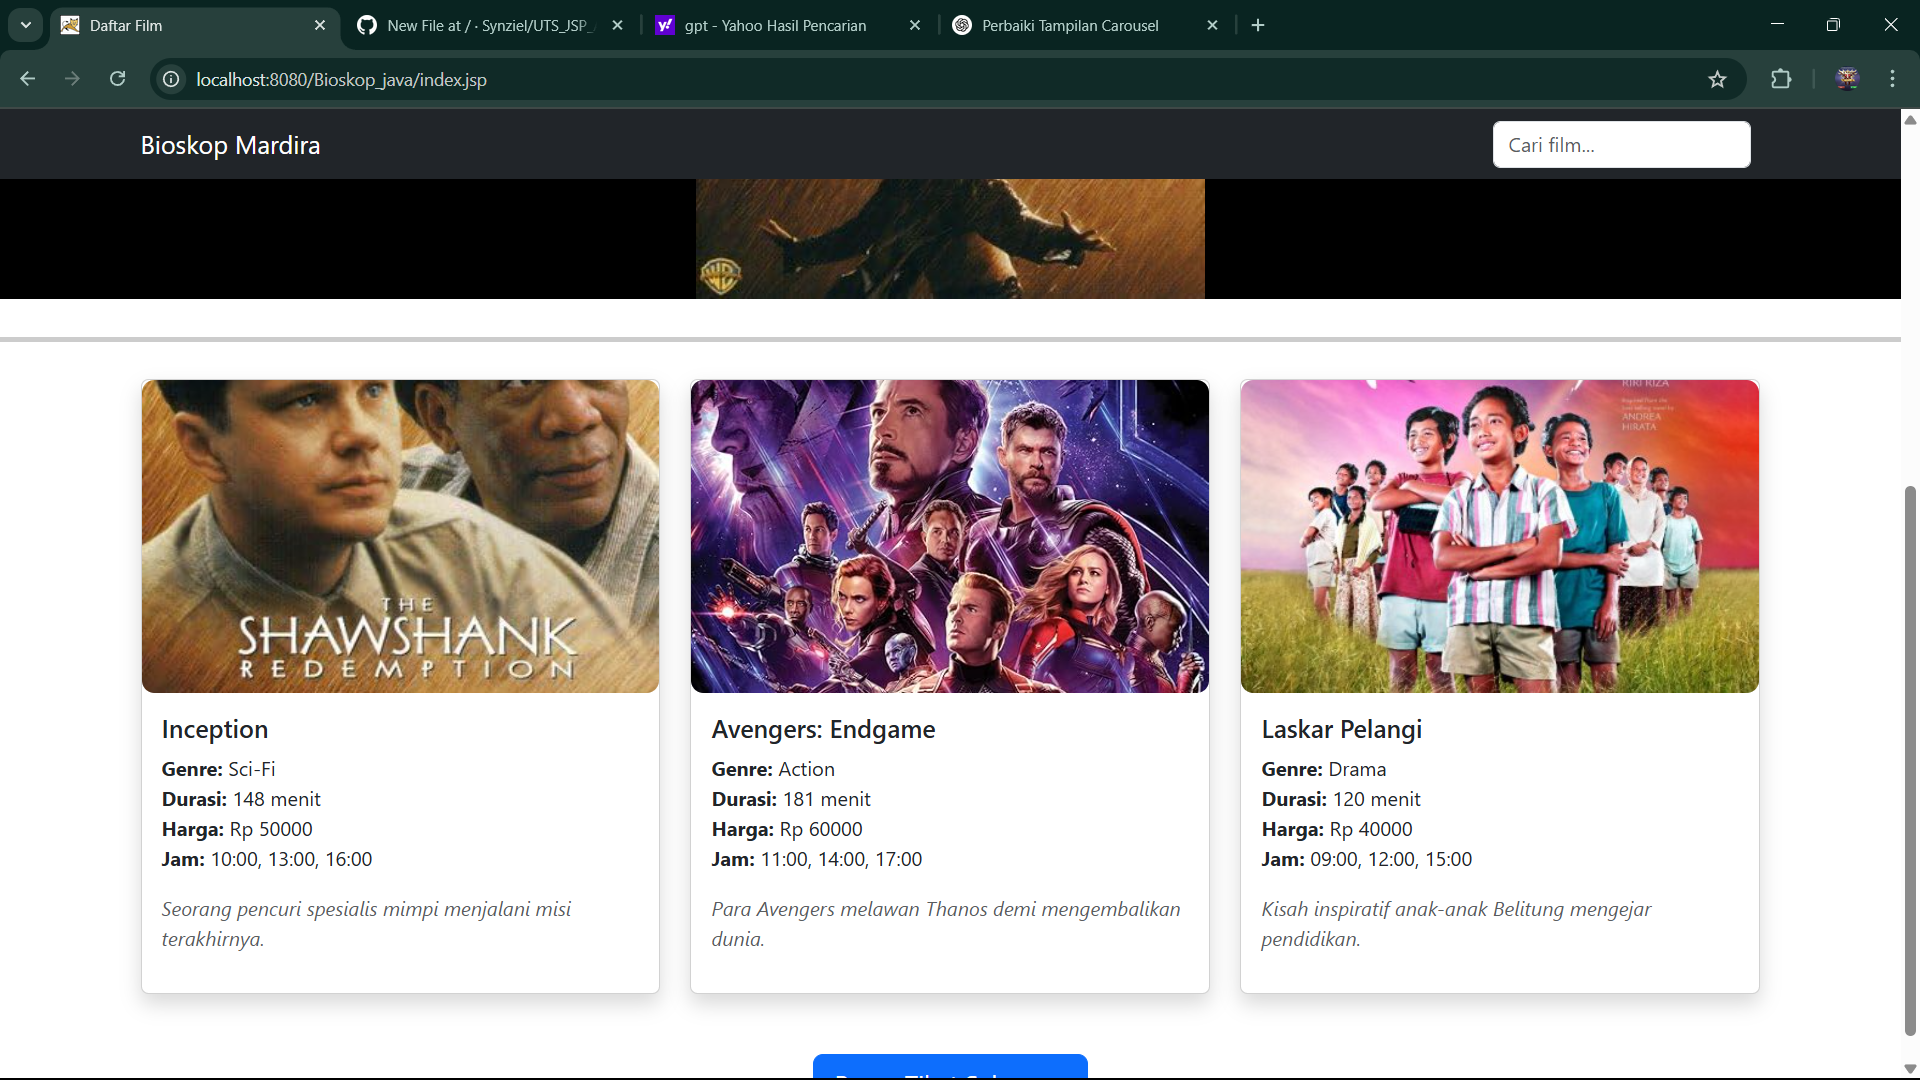 Daftar Film
New File at / · Synziel/UTS_JSP_
gpt - Yahoo Hasil Pencarian
Perbaiki Tampilan Carousel
localhost:8080/Bioskop_java/index.jsp
Bioskop Mardira
Cari film...
WB
RIRI RIZA
ANDREA
HIRATA
THE
SHAWSHANK
REDEMPTION
Inception
Genre: Sci-Fi
Durasi: 148 menit
Harga: Rp 50000
Jam: 10:00, 13:00, 16:00
Seorang pencuri spesialis mimpi menjalani misi
terakhirnya.
Avengers: Endgame
Genre: Action
Durasi: 181 menit
Harga: Rp 60000
Jam: 11:00, 14:00, 17:00
Para Avengers melawan Thanos demi mengembalikan
dunia.
Laskar Pelangi
Genre: Drama
Durasi: 120 menit
Harga: Rp 40000
Jam: 09:00, 12:00, 15:00
Kisah inspiratif anak-anak Belitung mengejar
pendidikan.